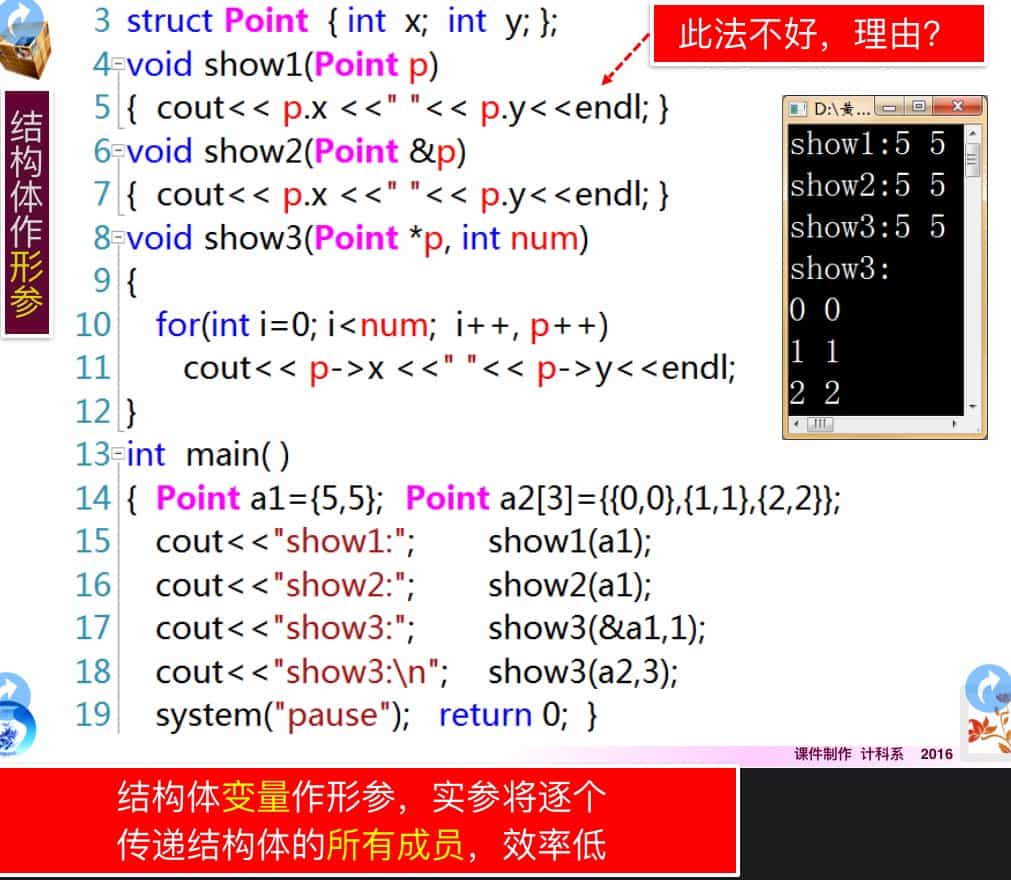 结构体作形参
此法不好，理由?
3 struct Point { int x; int y; };
4 void show1(Point p)
5 { cout<< p.x <<" "<< p.y<<endl; }
6 void show2(Point &p)
7 { cout<< p.x <<" "<< p.y<<endl; }
8 void show3(Point *p, int num)
9 {
10 for(int i=0; i<num; i++, p++)
11 cout<< p->x <<" "<< p->y<<endl;
12 }
13 int main( )
14 { Point a1={5,5}; Point a2[3]={{0,0},{1,1},{2,2}};
15 cout<<"show1:"; show1(a1);
16 cout<<"show2:"; show2(a1);
17 cout<<"show3:"; show3(&a1,1);
18 cout<<"show3:\n"; show3(a2,3);
19 system("pause"); return 0; }
D:\黄...
show1:5 5
show2:5 5
show3:5 5
show3:
0 0
1 1
2 2
课件制作 计科系 2016
结构体变量作形参，实参将逐个
传递结构体的所有成员，效率低